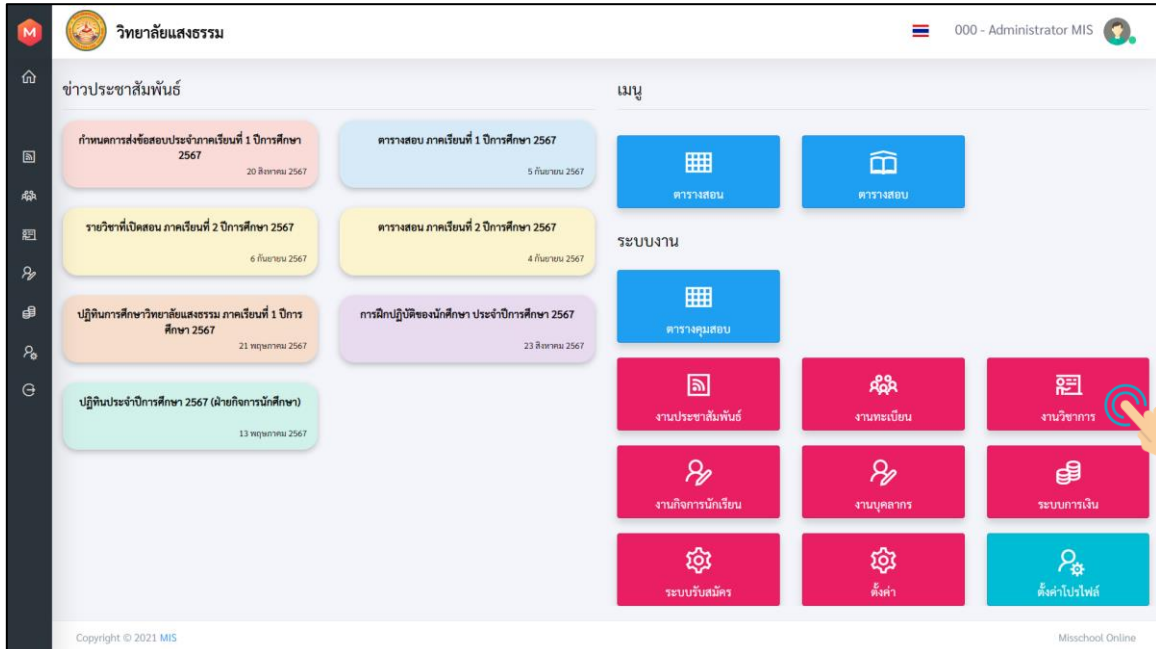 M
วิทยาลัยแสงธรรม
000 - Administrator MIS
ข่าวประชาสัมพันธ์
กำหนดการส่งข้อสอบประจำภาคเรียนที่ 1 ปีการศึกษา
2567
20 สิงหาคม 2567
ตารางสอบ ภาคเรียนที่ 1 ปีการศึกษา 2567
5 กันยายน 2567
รายวิชาที่เปิดสอน ภาคเรียนที่ 2 ปีการศึกษา 2567
6 กันยายน 2567
ตารางสอน ภาคเรียนที่ 2 ปีการศึกษา 2567
4 กันยายน 2567
ปฏิทินการศึกษาวิทยาลัยแสงธรรม ภาคเรียนที่ 1 ปีการ
ศึกษา 2567
21 พฤษภาคม 2567
การฝึกปฏิบัติของนักศึกษา ประจำปีการศึกษา 2567
23 สิงหาคม 2567
ปฏิทินประจำปีการศึกษา 2567 (ฝ่ายกิจการนักศึกษา)
13 พฤษภาคม 2567
เมนู
ตารางสอน
ตารางสอบ
ระบบงาน
ตารางคุมสอบ
งานประชาสัมพันธ์
งานทะเบียน
งานวิชาการ
งานกิจการนักเรียน
งานบุคลากร
ระบบการเงิน
ระบบรับสมัคร
ตั้งค่า
ตั้งค่าโปรไฟล์
Copyright © 2021 MIS
Misschool Online